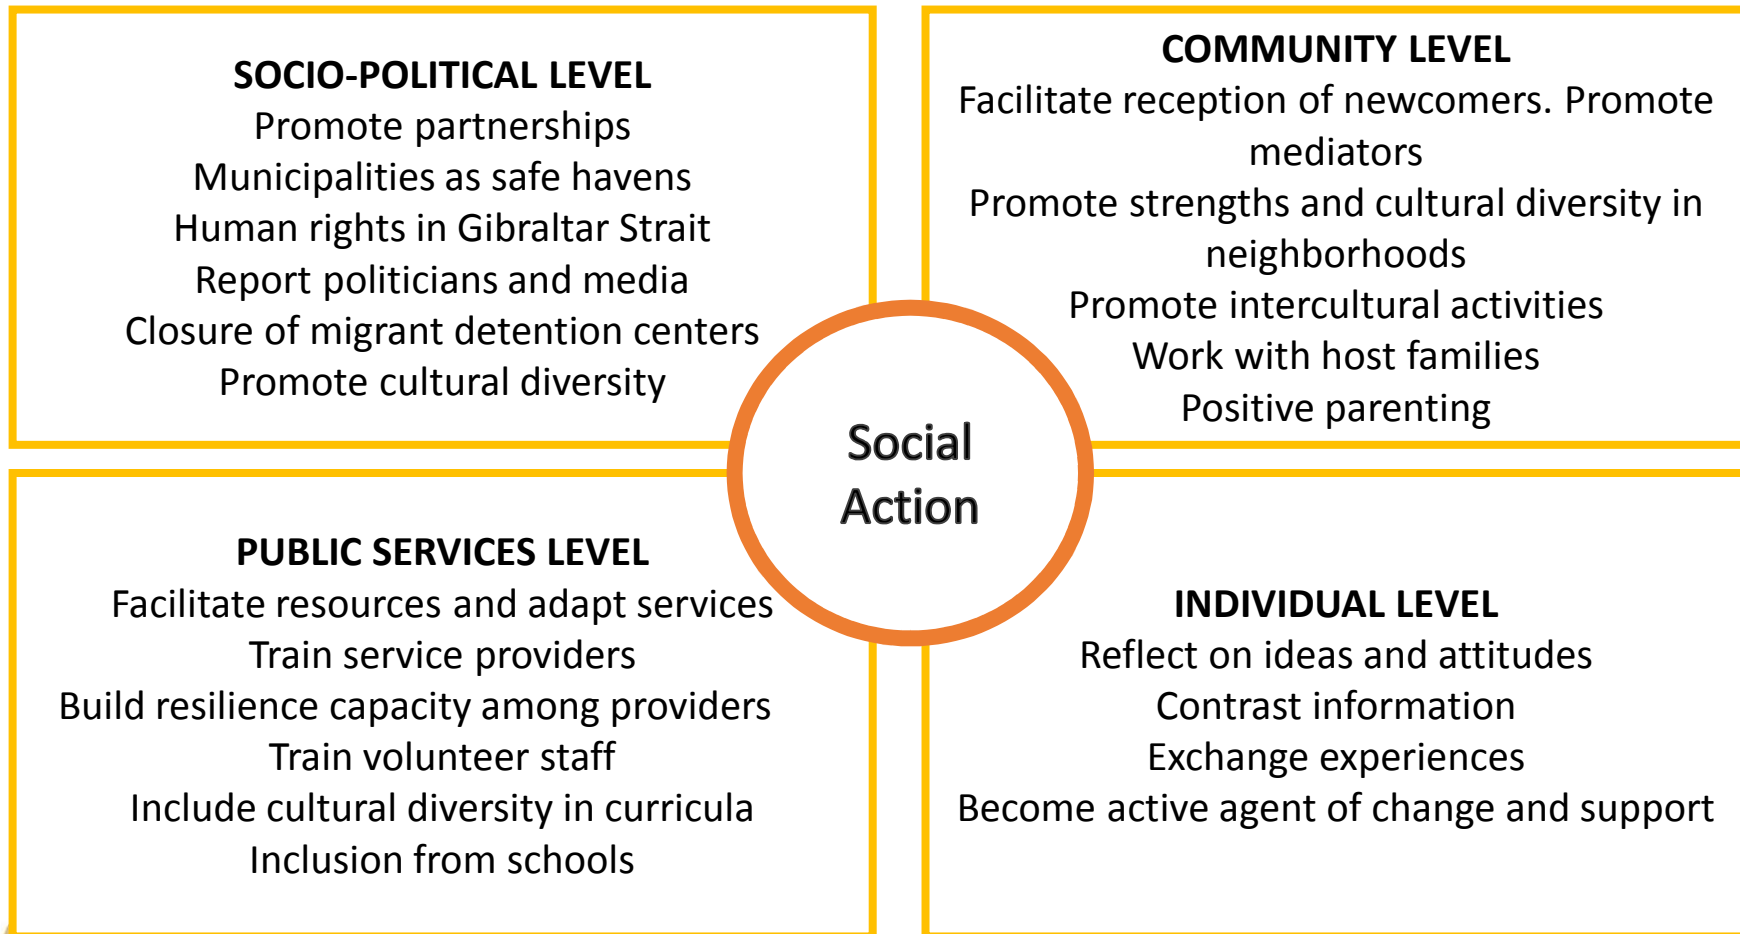 SOCIO-POLITICAL LEVEL
Promote partnerships
Municipalities as safe havens
Human rights in Gibraltar Strait
Report politicians and media
Closure of migrant detention centers
Promote cultural diversity
COMMUNITY LEVEL
Facilitate reception of newcomers. Promote
mediators
Promote strengths and cultural diversity in
neighborhoods
Promote intercultural activities
Work with host families
Positive parenting
Social
Action
PUBLIC SERVICES LEVEL
Facilitate resources and adapt services
Train service providers
Build resilience capacity among providers
Train volunteer staff
Include cultural diversity in curricula
Inclusion from schools
INDIVIDUAL LEVEL
Reflect on ideas and attitudes
Contrast information
Exchange experiences
Become active agent of change and support